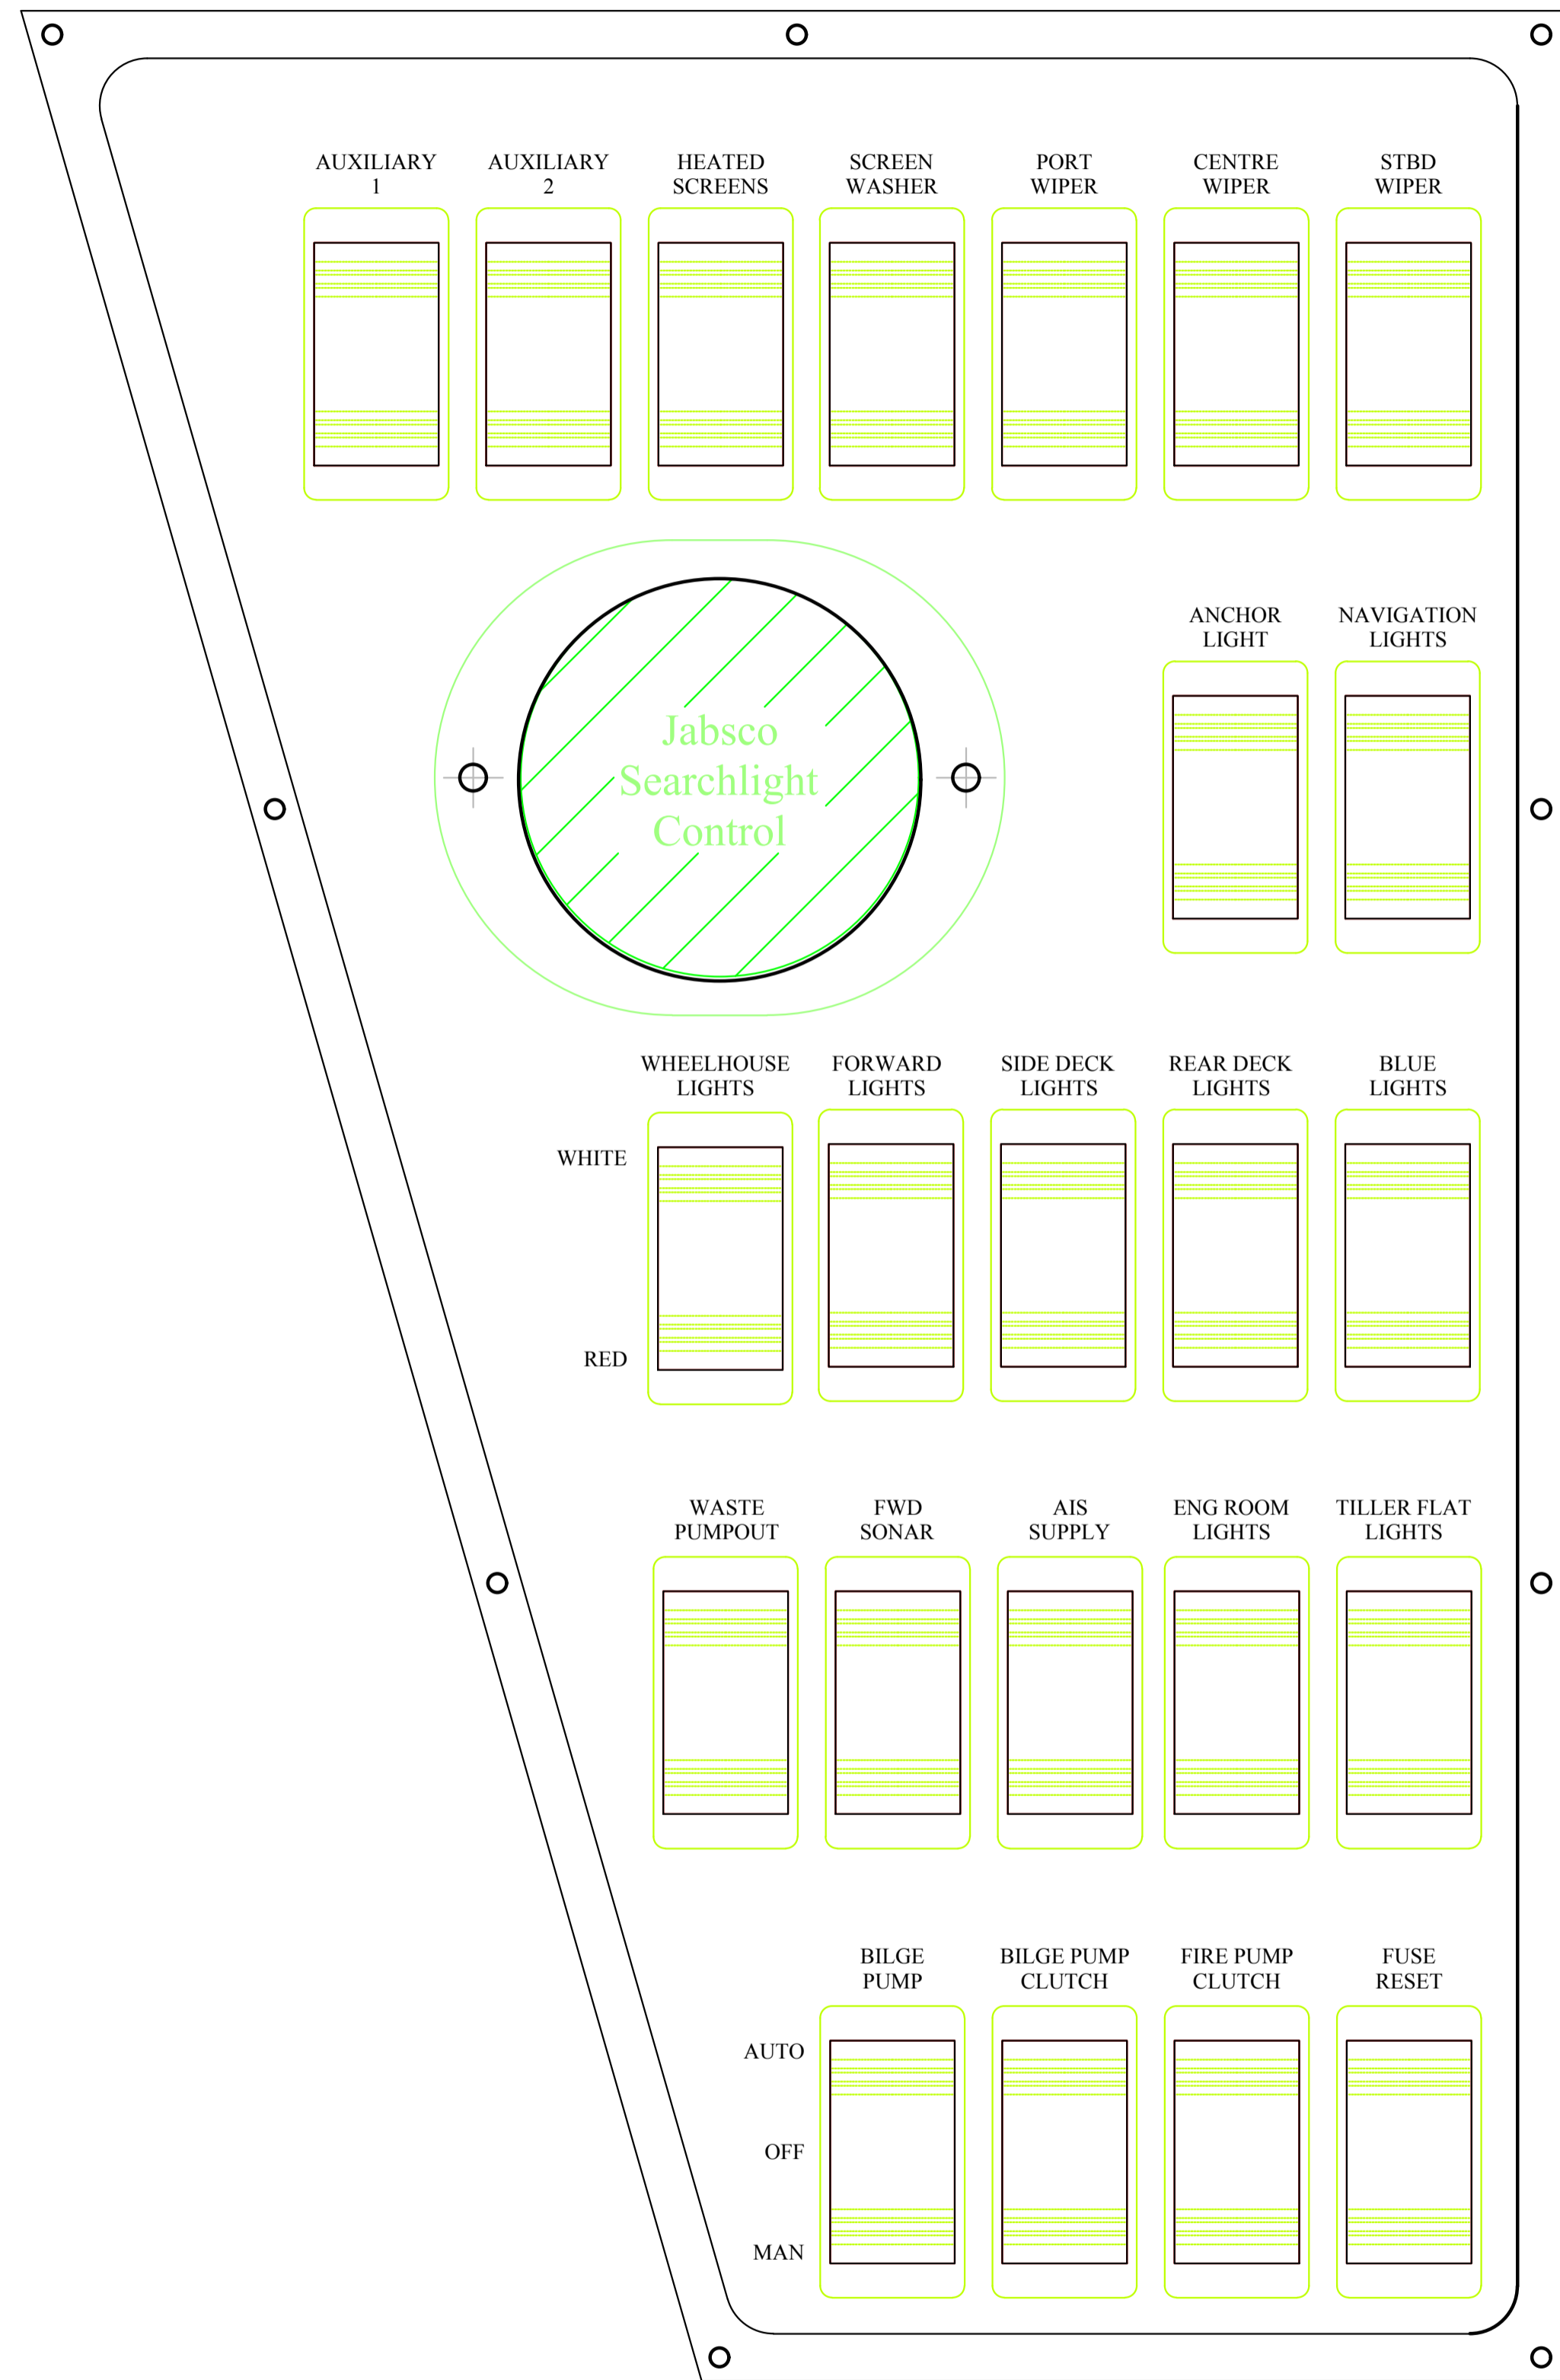 AUXILIARY
1
AUXILIARY
2
HEATED
SCREENS
SCREEN
WASHER
PORT
WIPER
CENTRE
WIPER
STBD
WIPER
Jabsco
Searchlight
Control
ANCHOR
LIGHT
NAVIGATION
LIGHTS
WHEELHOUSE
LIGHTS
WHITE
RED
FORWARD
LIGHTS
SIDE DECK
LIGHTS
REAR DECK
LIGHTS
BLUE
LIGHTS
WASTE
PUMPOUT
FWD
SONAR
AIS
SUPPLY
ENG ROOM
LIGHTS
TILLER FLAT
LIGHTS
BILGE
PUMP
AUTO
OFF
MAN
BILGE PUMP
CLUTCH
FIRE PUMP
CLUTCH
FUSE
RESET